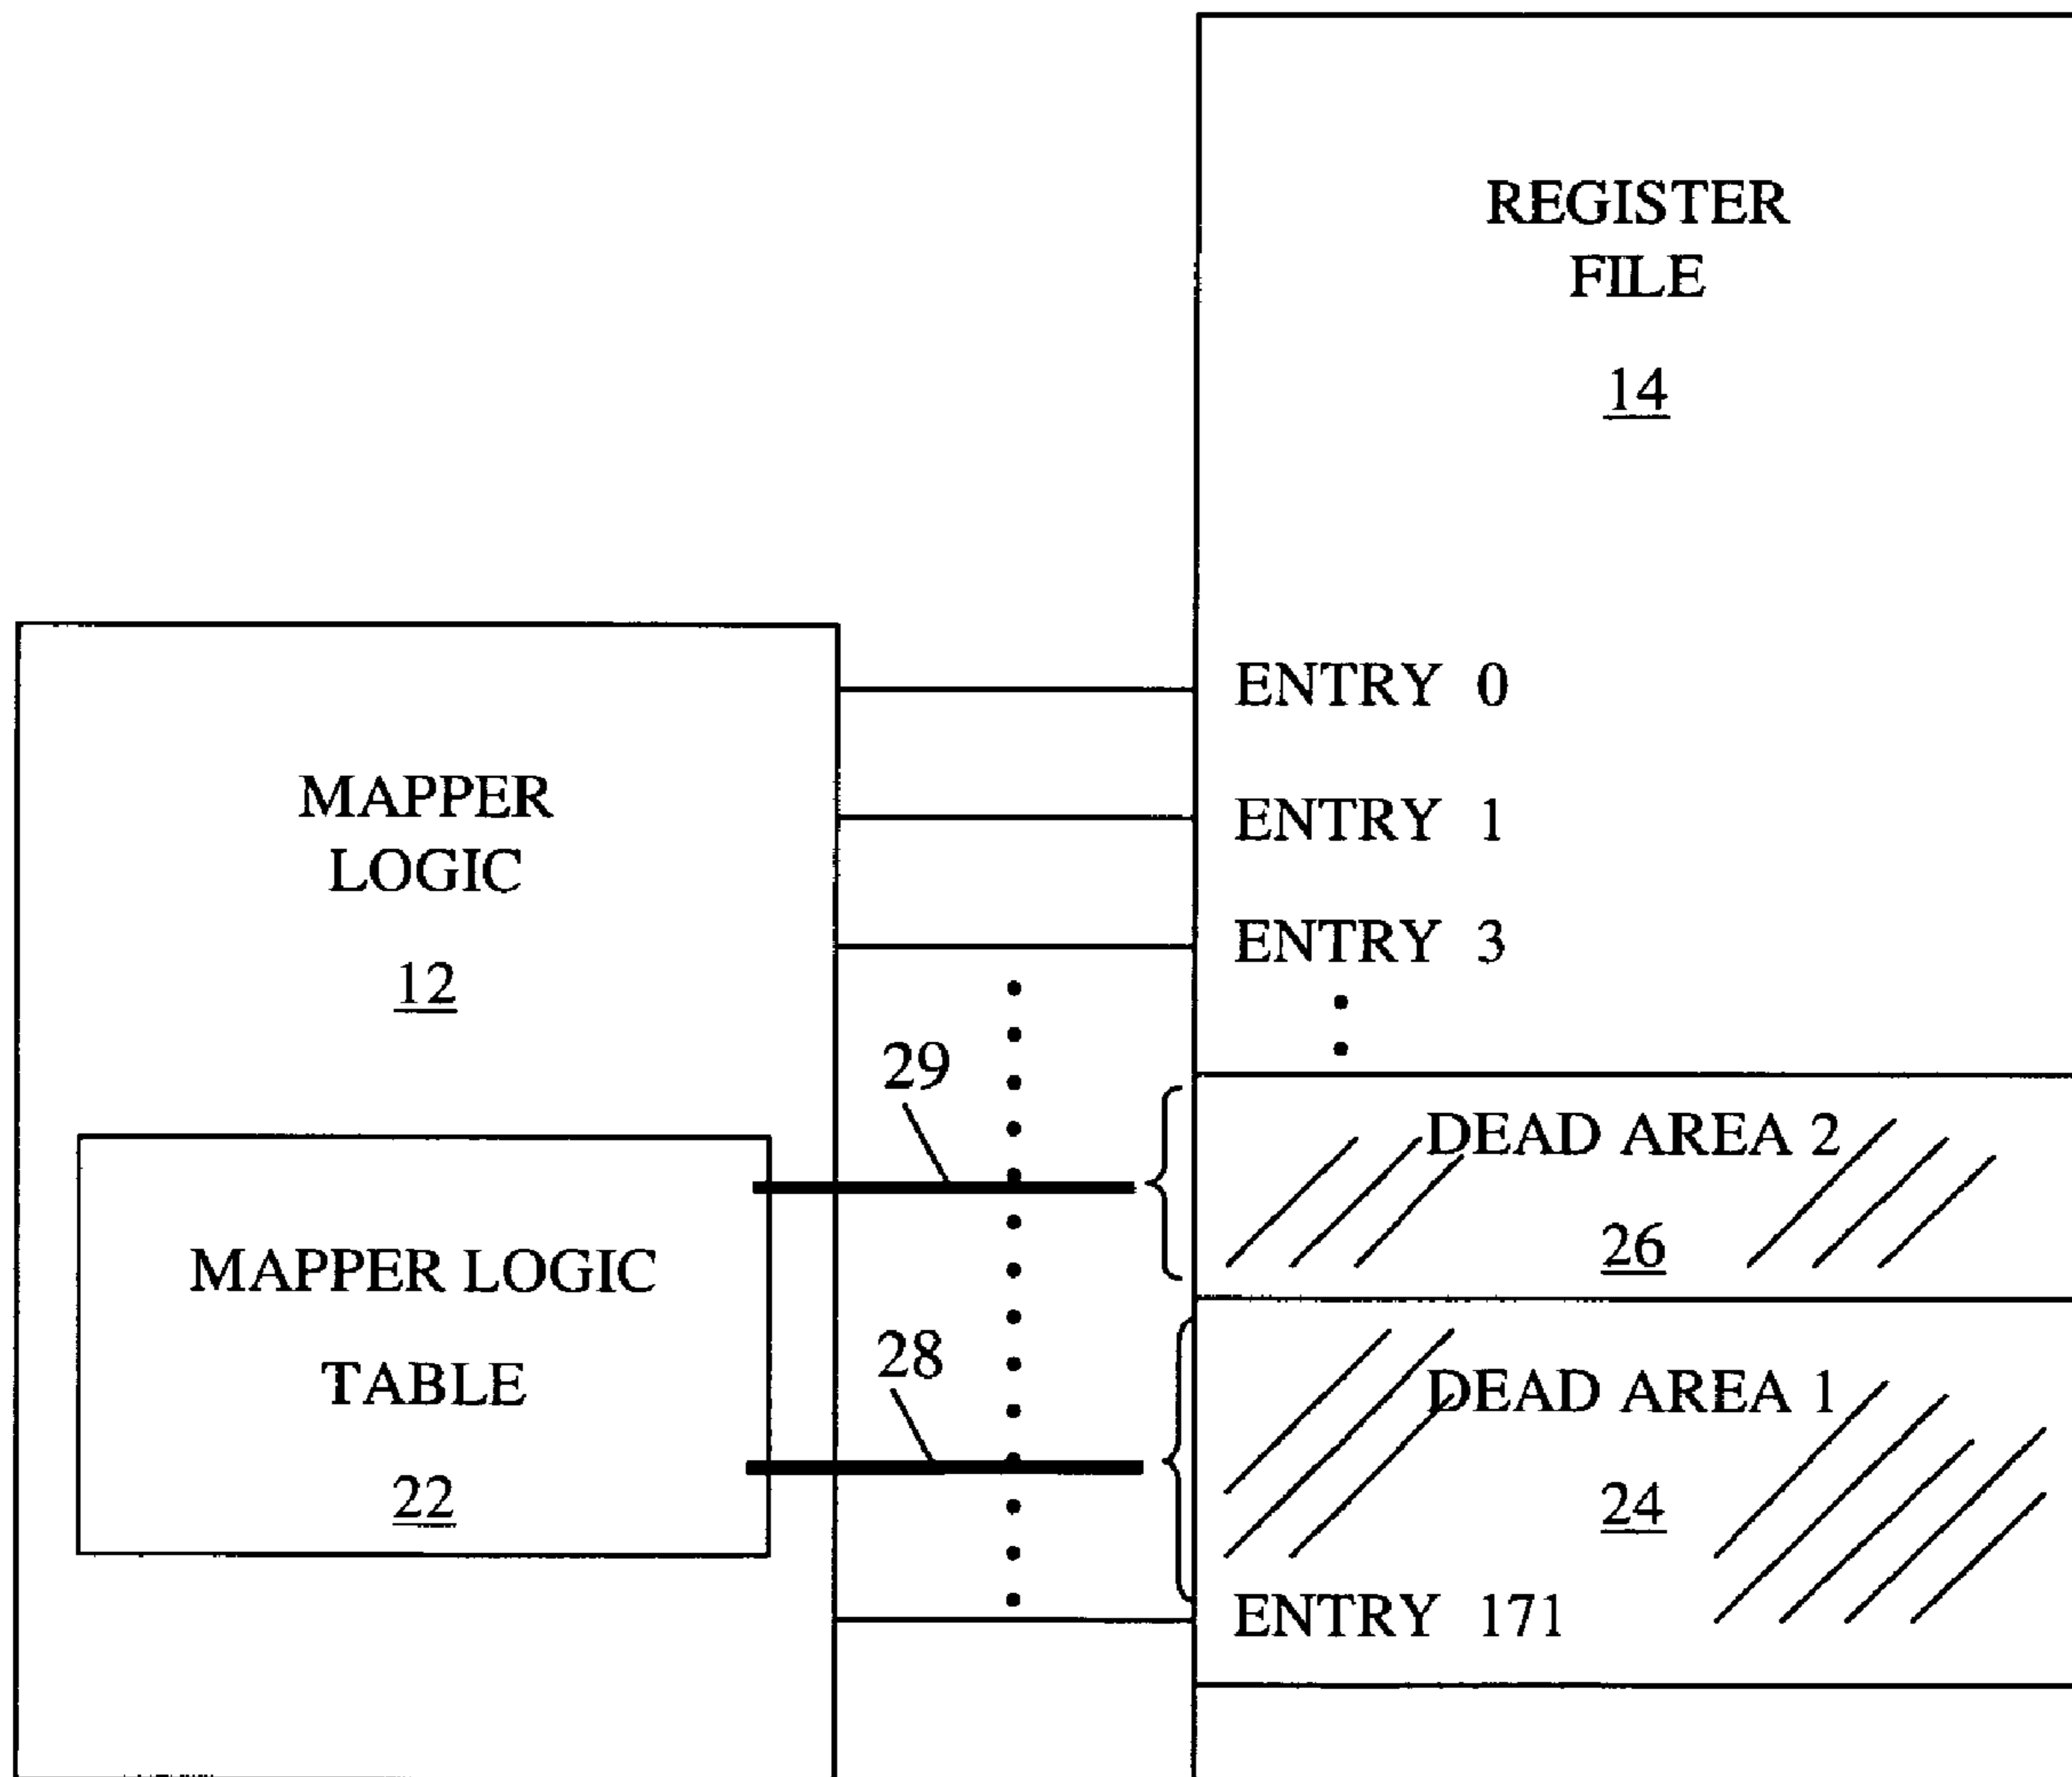 REGISTER
FILE
14
ENTRY 0
ENTRY 1
ENTRY 3
MAPPER
LOGIC
12
29
DEAD AREA 2
26
MAPPER LOGIC
TABLE
22
28
DEAD AREA 1
24
ENTRY 171